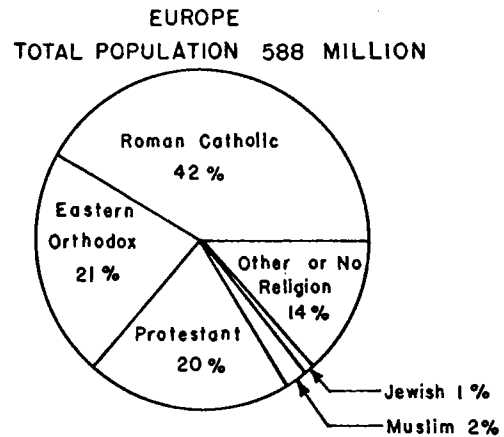 EUROPE
TOTAL POPULATION 588 MILLION
Roman Catholic
42%
Eastern
Orthodox
21%
Other or No
Religion
14%
Protestant
20%
Jewish 1%
Muslim 2%